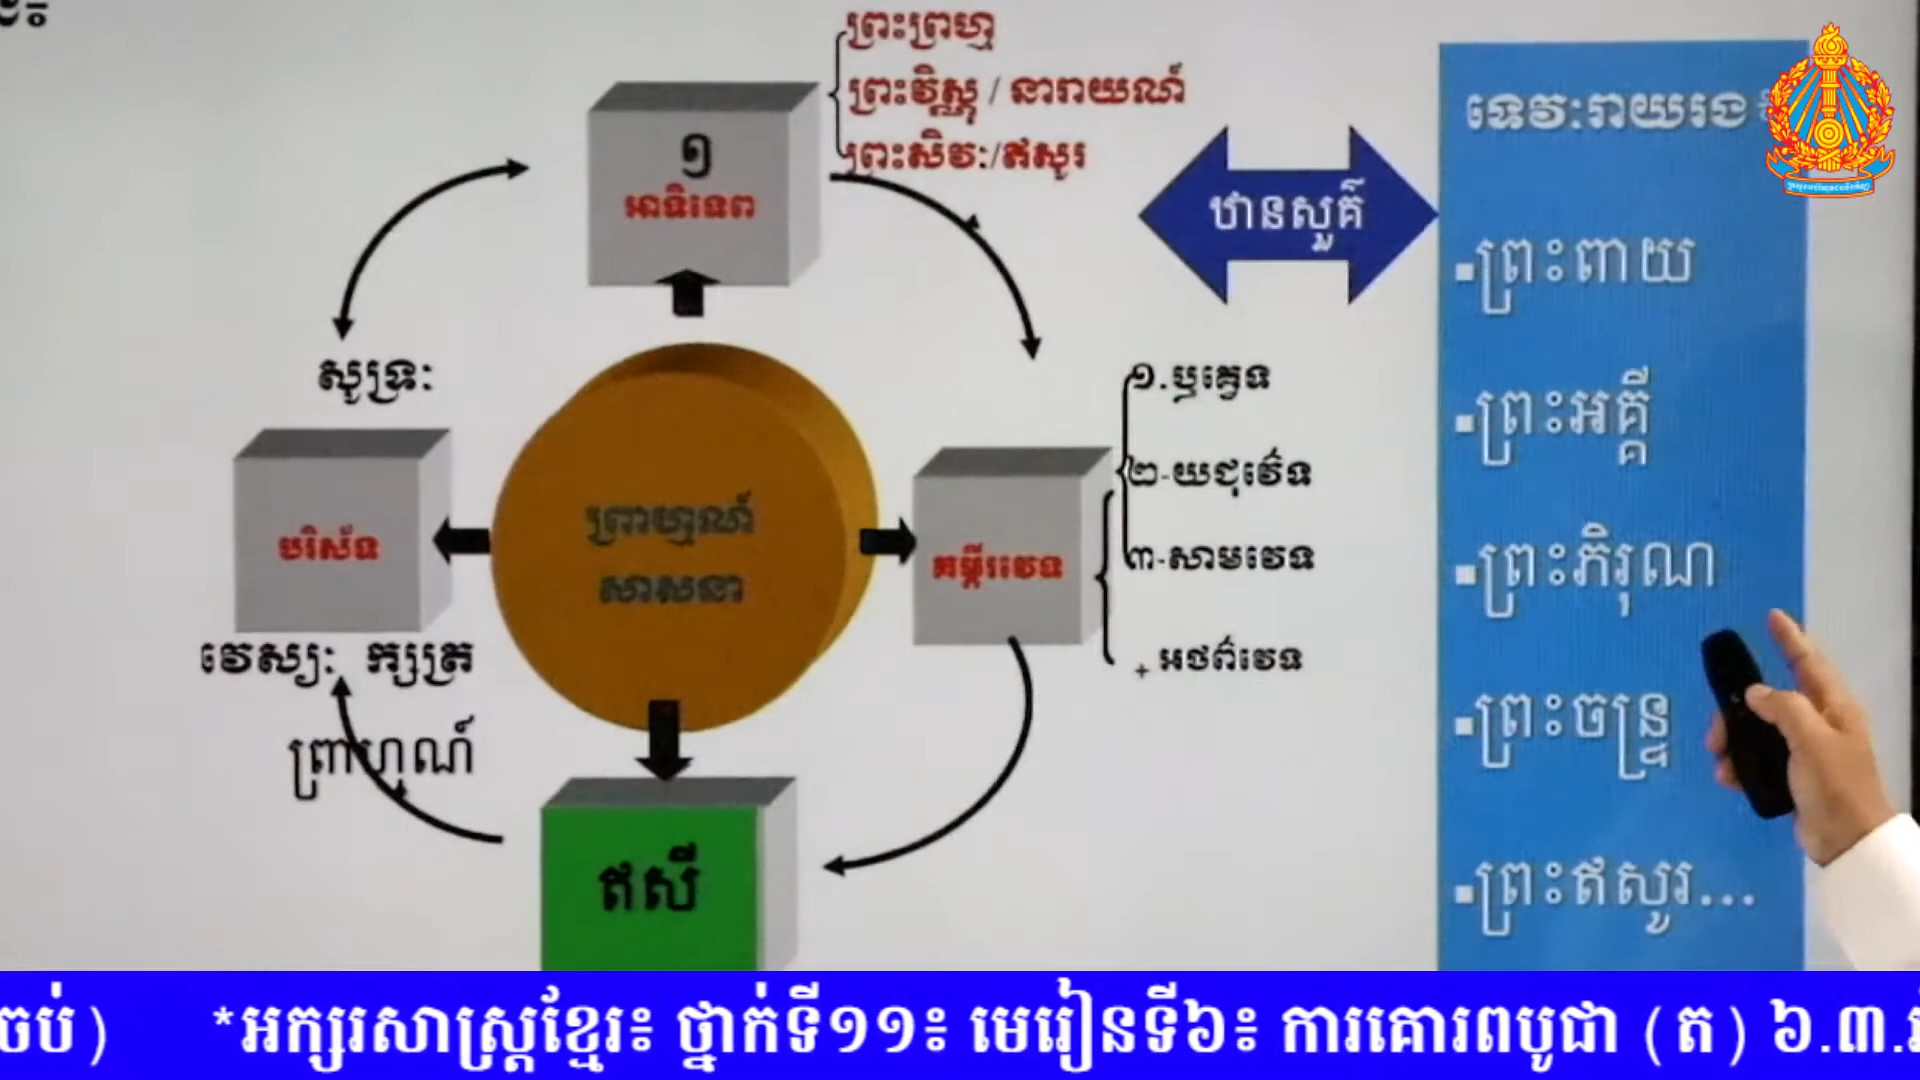 ព្រះព្រហ្ម
ព្រះវិស្ណុ / នារាយណ៍
ព្រះសិវៈ/ឥសូរ
១
អាទិទេព
ឋានសួគ៌
ទេវៈរាយរង
▪ព្រះពាយ
▪ព្រះអគ្គី
▪ព្រះភិរុណ
▪ព្រះចន្ទ្រ
▪ព្រះឥសូរ...
សូទ្រៈ
បរិស័ទ
វេស្យៈ ក្សត្រ
ព្រាហ្មណ៍
ព្រាហ្មណ៍
សាសនា
គម្ពីរវេទ
១.ឫគ្វេទ
២-យជុវ៌េទ
៣-សាមវេទ
+ អថព៌វេទ
ឥសី
ចប់) *អក្សរសាស្ត្រខ្មែរ៖ ថ្នាក់ទី១១៖ មេរៀនទី៦៖ ការគោរពបូជា (ត) ៦.៣.